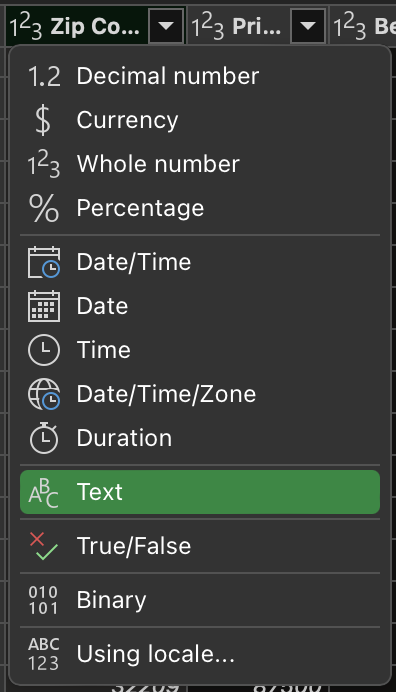 1²3 Zip Co... 1²3 Pri... 1²3 Be
1.2 Decimal number
$ Currency
1²3 Whole number
% Percentage
Date/Time
Date
Time
Date/Time/Zone
Duration
ABC Text
True/False
010 101 Binary
ABC 123 Using locale...